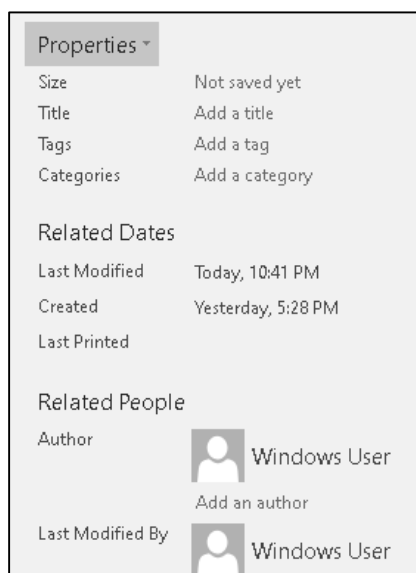 Properties
Size Not saved yet
Title Add a title
Tags Add a tag
Categories Add a category
Related Dates
Last Modified Today, 10:41 PM
Created Yesterday, 5:28 PM
Last Printed
Related People
Author Windows User
Add an author
Last Modified By Windows User